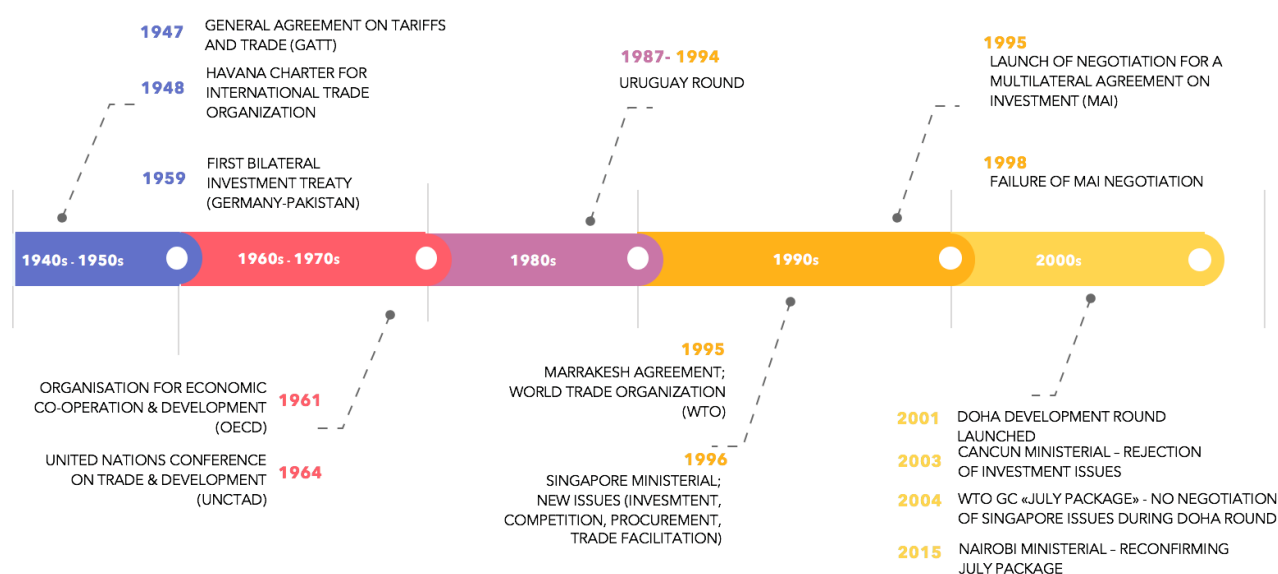 1947
GENERAL AGREEMENT ON TARIFFS
AND TRADE (GATT)
1948
HAVANA CHARTER FOR
INTERNATIONAL TRADE
ORGANIZATION
1959
FIRST BILATERAL
INVESTMENT TREATY
(GERMANY-PAKISTAN)
1987- 1994
URUGUAY ROUND
1995
LAUNCH OF NEGOTIATION FOR A
MULTILATERAL AGREEMENT ON
INVESTMENT (MAI)
1998
FAILURE OF MAI NEGOTIATION
1940s - 1950s
1960s - 1970s
1980s
1990s
2000s
ORGANISATION FOR ECONOMIC
CO-OPERATION & DEVELOPMENT
(OECD)
1961
UNITED NATIONS CONFERENCE
ON TRADE & DEVELOPMENT
(UNCTAD)
1964
1995
MARRAKESH AGREEMENT;
WORLD TRADE ORGANIZATION
(WTO)
1996
SINGAPORE MINISTERIAL;
NEW ISSUES (INVESMTENT,
COMPETITION, PROCUREMENT,
TRADE FACILITATION)
2001
DOHA DEVELOPMENT ROUND
LAUNCHED
2003
CANCUN MINISTERIAL – REJECTION
OF INVESTMENT ISSUES
2004
WTO GC «JULY PACKAGE» - NO NEGOTIATION
OF SINGAPORE ISSUES DURING DOHA ROUND
2015
NAIROBI MINISTERIAL – RECONFIRMING
JULY PACKAGE